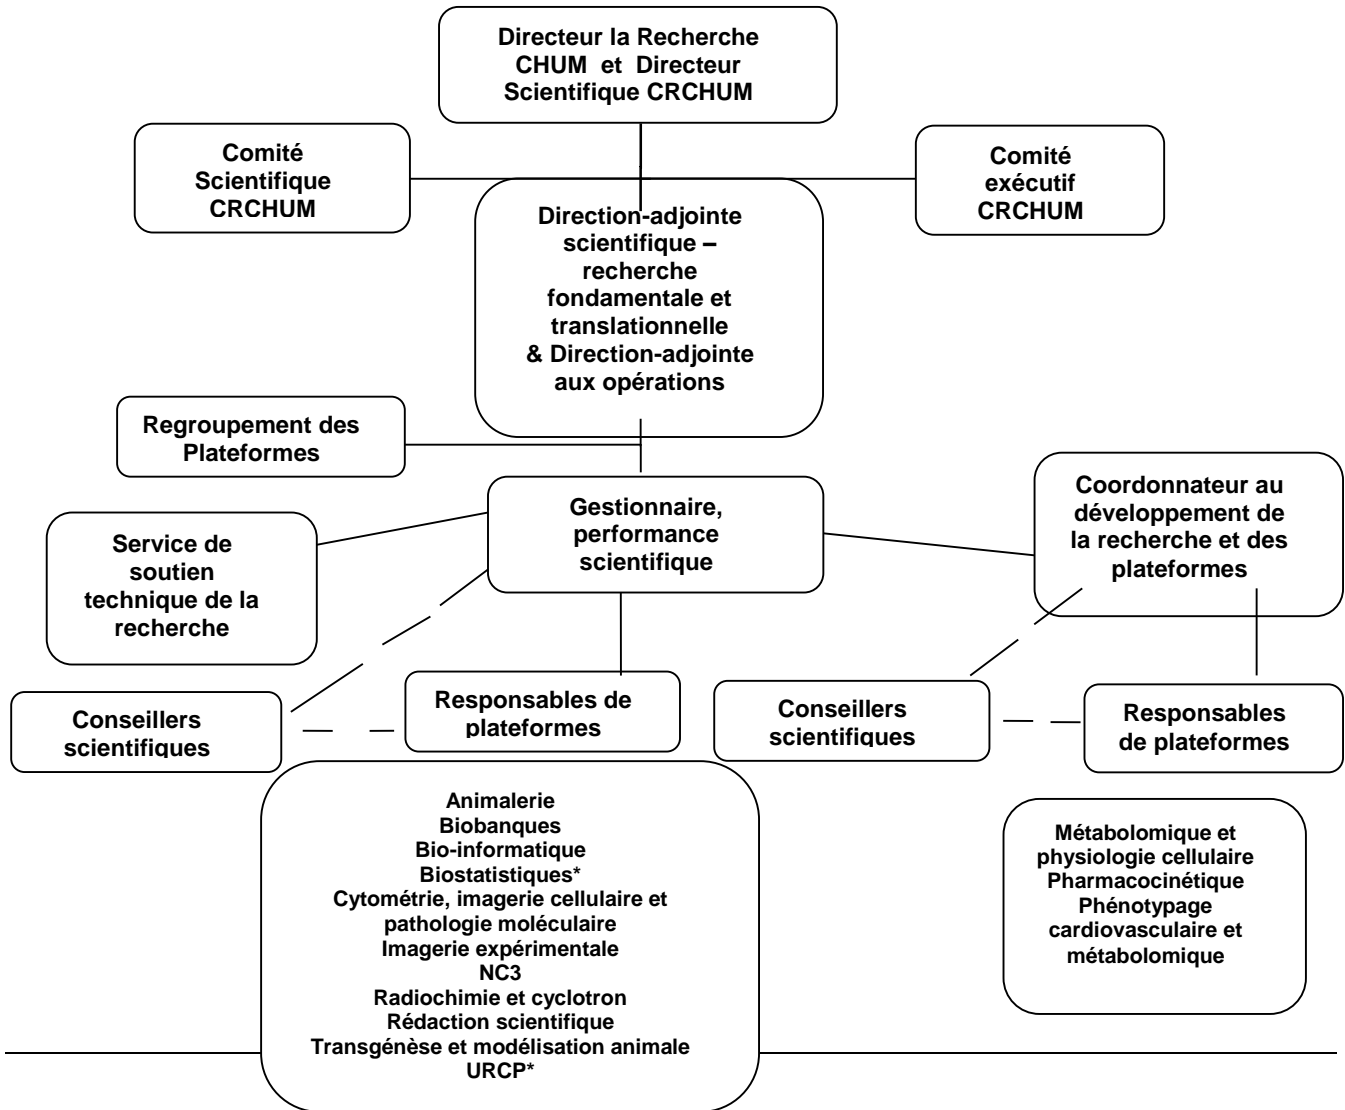 Directeur la Recherche
CHUM et Directeur
Scientifique CRCHUM
Comité
Scientifique
CRCHUM
Comité
exécutif
CRCHUM
Direction-adjointe
scientifique –
recherche
fondamentale et
translationnelle
& Direction-adjointe
aux opérations
Regroupement des
Plateformes
Gestionnaire,
performance
scientifique
Coordonnateur au
développement de
la recherche et des
plateformes
Service de
soutien
technique de la
recherche
Conseillers
scientifiques
Responsables de
plateformes
Conseillers
scientifiques
Responsables
de plateformes
Animalerie
Biobanques
Bio-informatique
Biostatistiques*
Cytométrie, imagerie cellulaire et
pathologie moléculaire
Imagerie expérimentale
NC3
Radiochimie et cyclotron
Rédaction scientifique
Transgénèse et modélisation animale
URCP*
Métabolomique et
physiologie cellulaire
Pharmacocinétique
Phénotypage
cardiovasculaire et
métabolomique